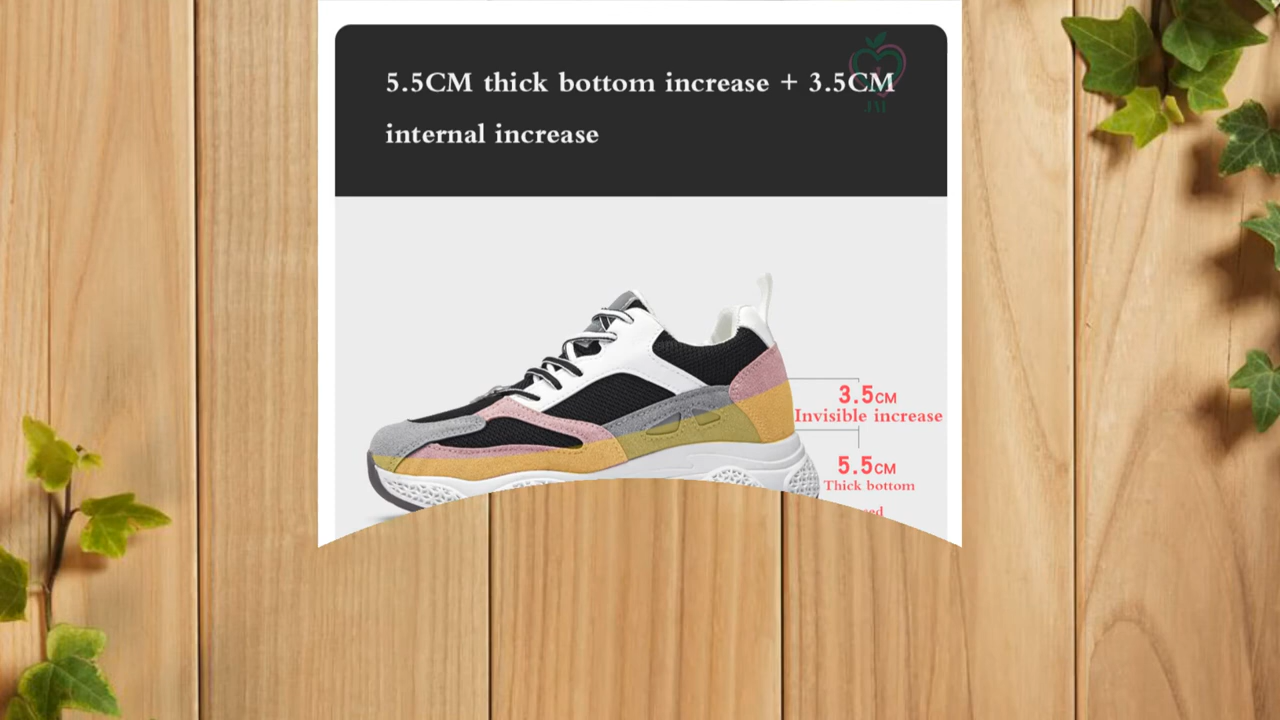 5.5CM thick bottom increase + 3.5CM
internal increase
3.5CM
Invisible increase
5.5CM
Thick bottom